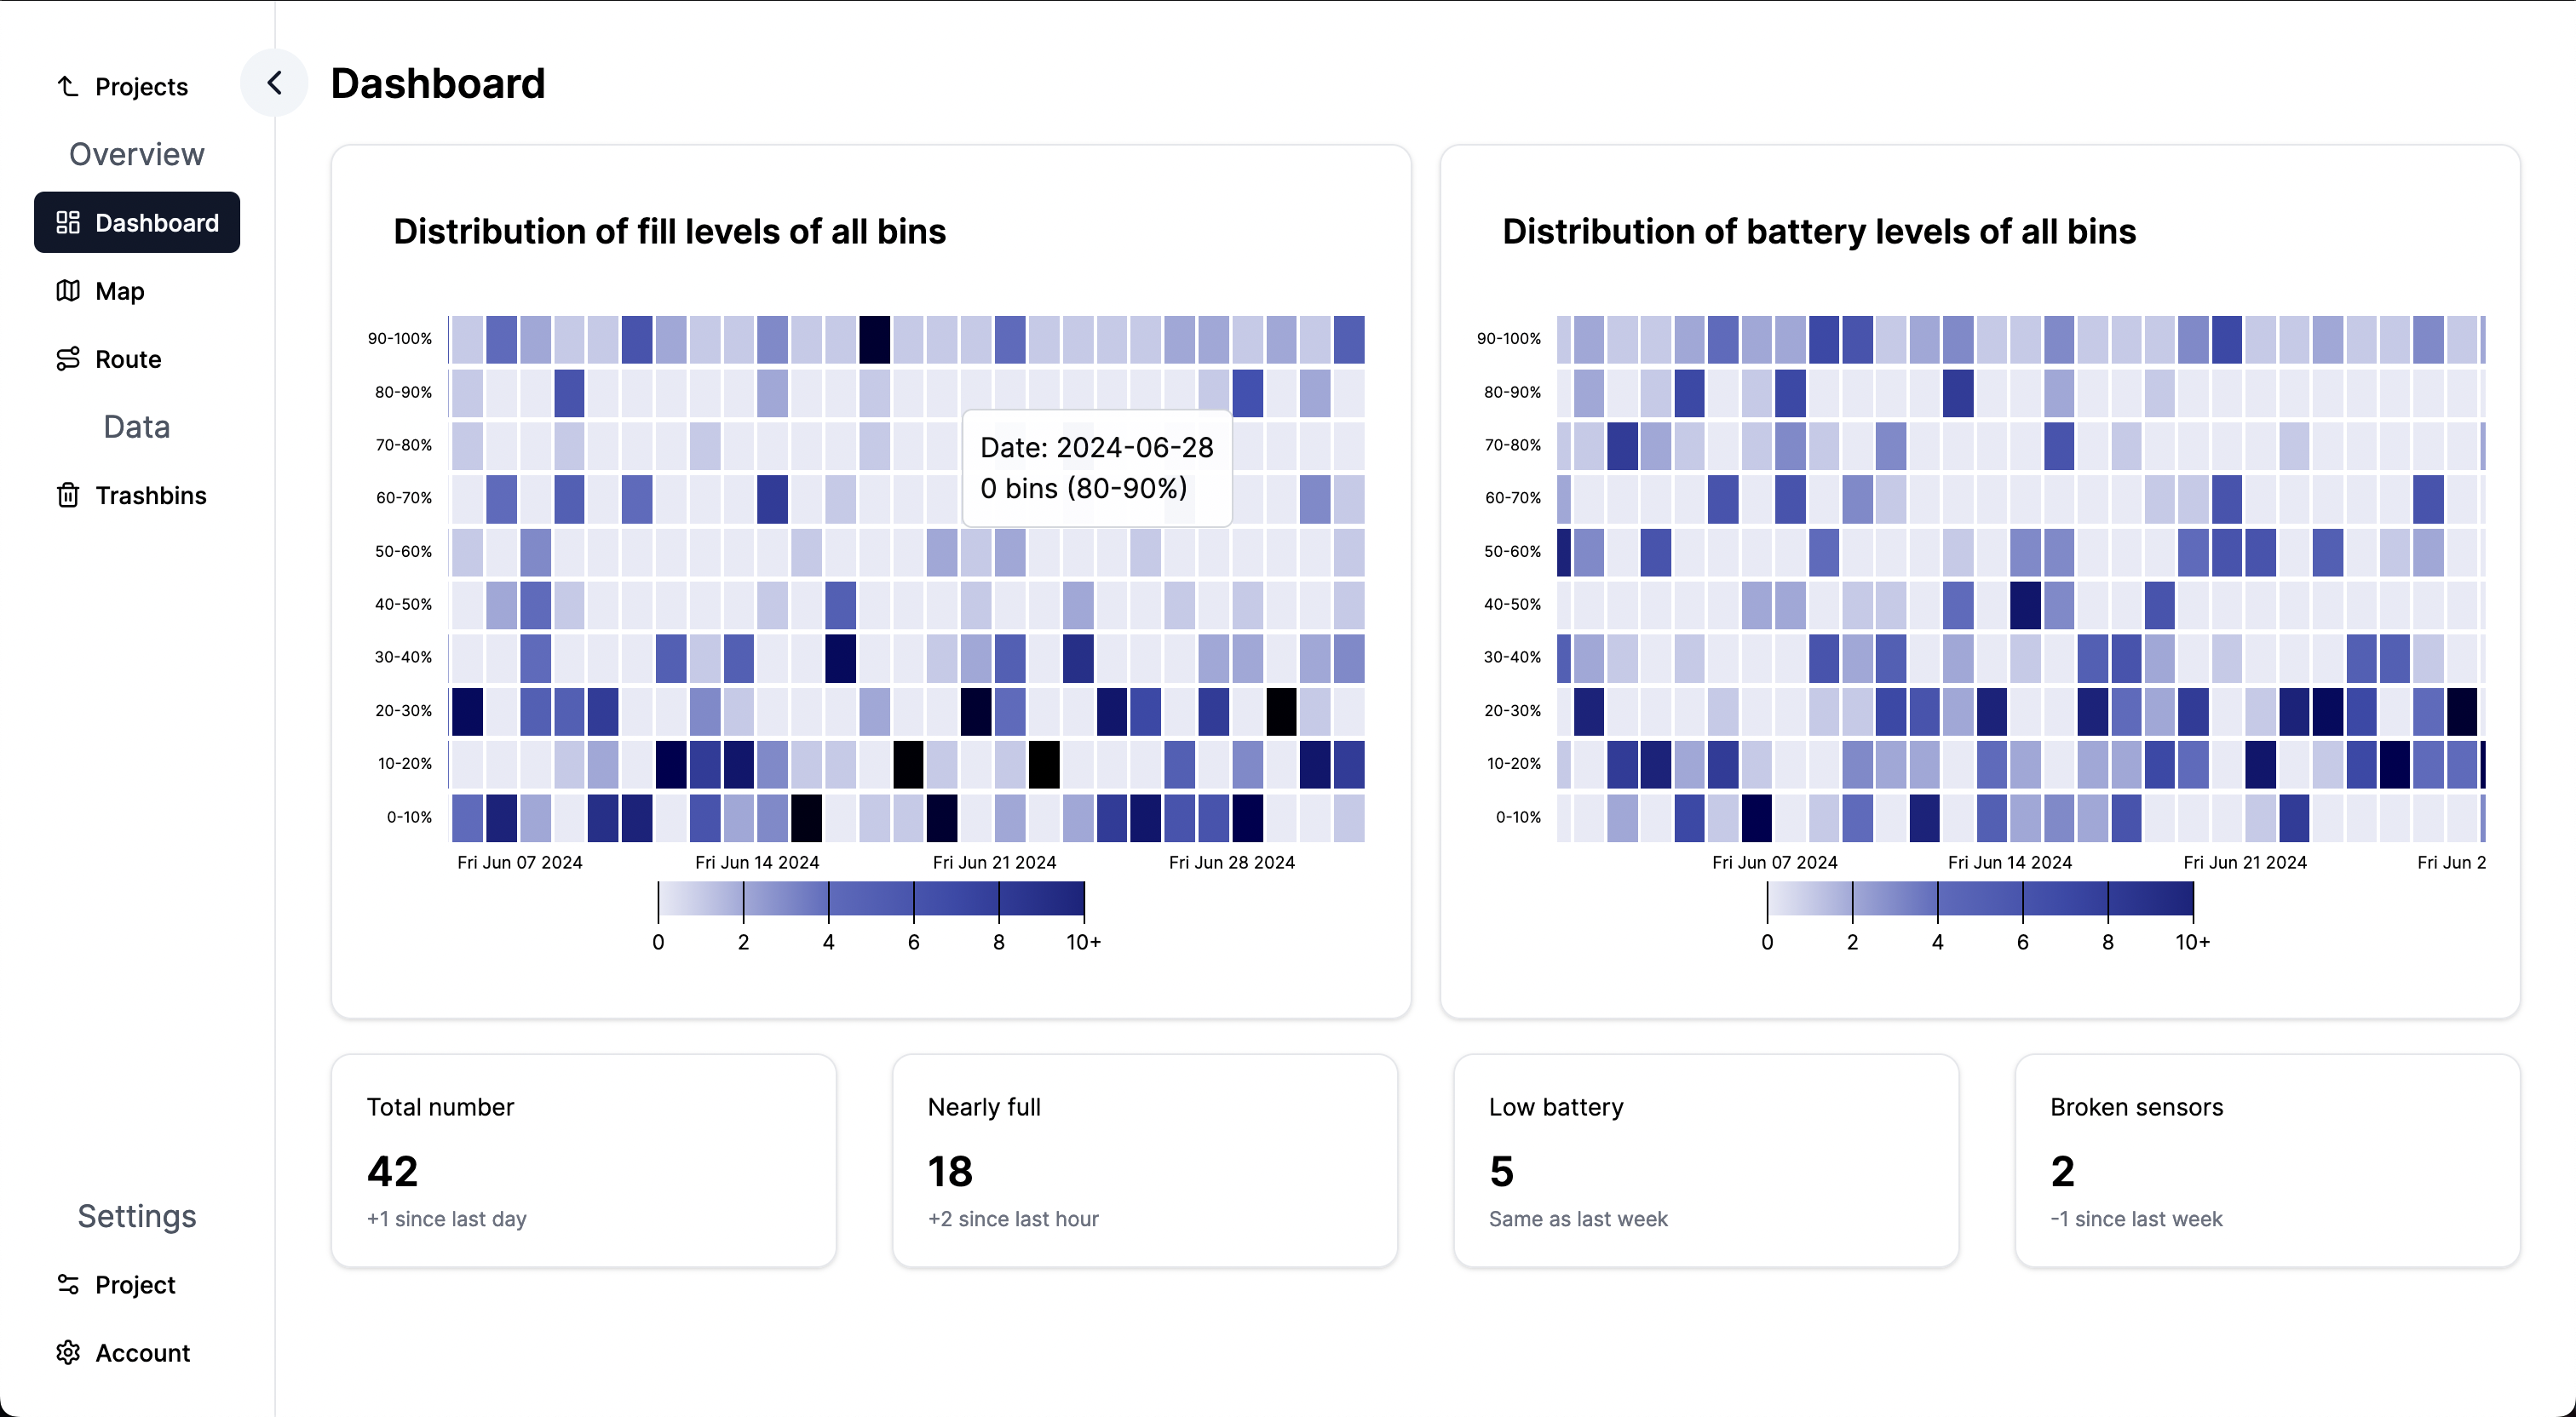 Projects
Overview
Dashboard
Map
Route
Data
Trashbins
Settings
Project
Account
Dashboard
Distribution of fill levels of all bins
90-100%
80-90%
70-80%
60-70%
50-60%
40-50%
30-40%
20-30%
10-20%
0-10%
Date: 2024-06-28
0 bins (80-90%)
Fri Jun 07 2024 Fri Jun 14 2024 Fri Jun 21 2024 Fri Jun 28 2024
0 2 4 6 8 10+
Distribution of battery levels of all bins
90-100%
80-90%
70-80%
60-70%
50-60%
40-50%
30-40%
20-30%
10-20%
0-10%
Fri Jun 07 2024 Fri Jun 14 2024 Fri Jun 21 2024 Fri Jun 2
0 2 4 6 8 10+
Total number
42
+1 since last day
Nearly full
18
+2 since last hour
Low battery
5
Same as last week
Broken sensors
2
-1 since last week